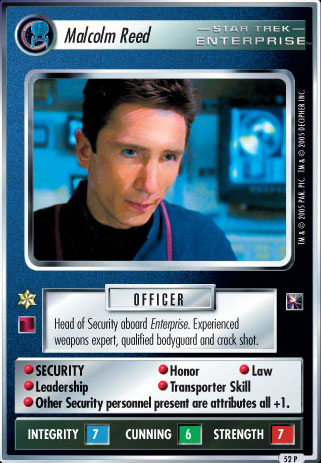 Malcolm Reed
STAR TREK
ENTERPRISE
TM & © 2005 PAR. PIC. TM & © 2005 DECIPHER INC.
OFFICER
Head of Security aboard Enterprise. Experienced
weapons expert, qualified bodyguard and crack shot.
SECURITY Honor Law
Leadership Transporter Skill
Other Security personnel present are attributes all +1.
INTEGRITY 7 CUNNING 6 STRENGTH 7
52 P